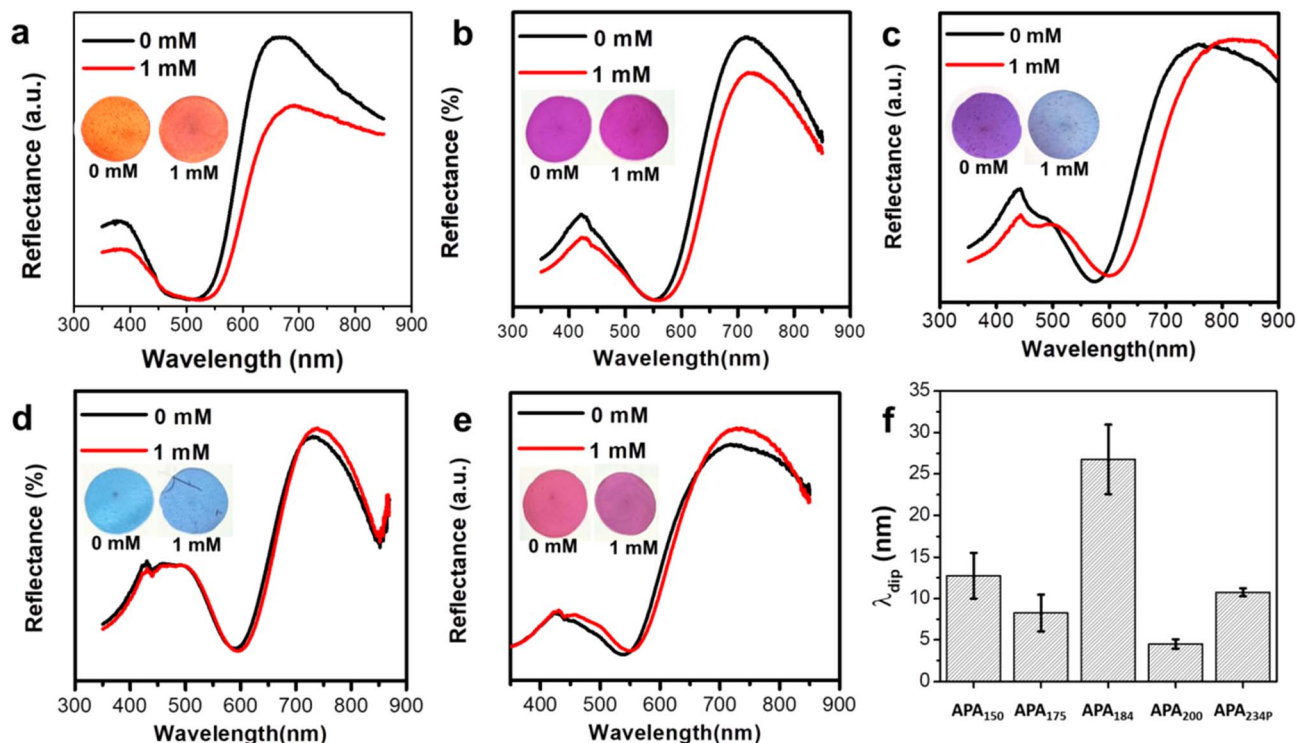 a
0 mM
1 mM
0 mM 1 mM
Reflectance (a.u.)
300 400 500 600 700 800 900
Wavelength (nm)
b
0 mM
1 mM
0 mM 1 mM
Reflectance (%)
300 400 500 600 700 800 900
Wavelength(nm)
c
0 mM
1 mM
0 mM 1 mM
Reflectance (a.u.)
300 400 500 600 700 800 900
Wavelength(nm)
d
0 mM
1 mM
0 mM 1 mM
Reflectance (%)
300 400 500 600 700 800 900
Wavelength(nm)
e
0 mM
1 mM
0 mM 1 mM
Reflectance (a.u.)
400 500 600 700 800 900
Wavelength(nm)
f
35
30
25
20
15
10
5
0
λdip (nm)
APA150 APA175 APA184 APA200 APA234P